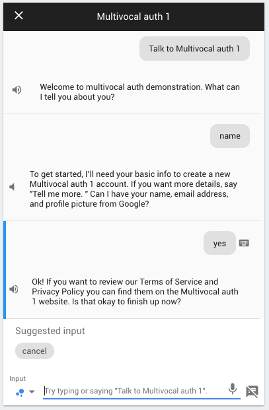 Multivocal auth 1
Talk to Multivocal auth 1
Welcome to multivocal auth demonstration. What can
I tell you about you?
name
To get started, I'll need your basic info to create a new
Multivocal auth 1 account. If you want more details, say
"Tell me more. " Can I have your name, email address,
and profile picture from Google?
yes
Ok! If you want to review our Terms of Service and
Privacy Policy you can find them on the Multivocal auth
1 website. Is that okay to finish up now?
Suggested input
cancel
Input
Try typing or saying "Talk to Multivocal auth 1".